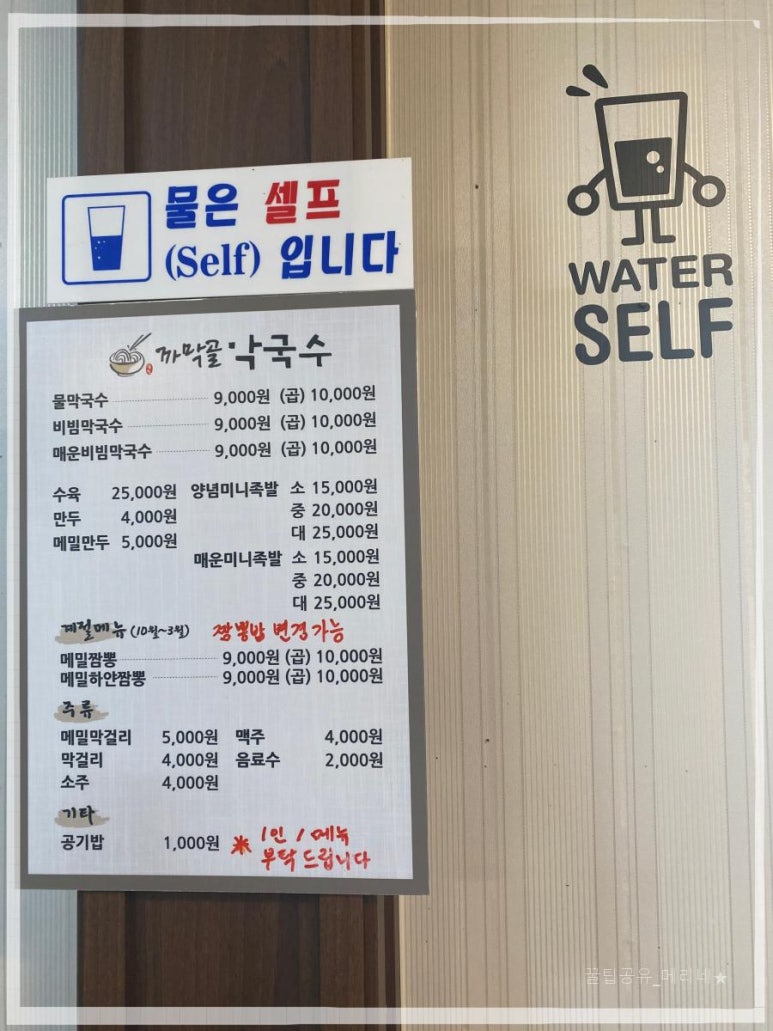 물은 셀프
(Self) 입니다
WATER
SELF
까막골 막국수
물막국수 9,000원 (곱) 10,000원
비빔막국수 9,000원 (곱) 10,000원
매운비빔막국수 9,000원 (곱) 10,000원
수육 25,000원 양념미니족발 소 15,000원
만두 4,000원 중 20,000원
메밀만두 5,000원 대 25,000원
매운미니족발 소 15,000원
중 20,000원
대 25,000원
계절메뉴 (10월~3월) 짬뽕밥 변경가능
메밀짬뽕 9,000원 (곱) 10,000원
메밀하얀짬뽕 9,000원 (곱) 10,000원
주류
메밀막걸리 5,000원 맥주 4,000원
막걸리 4,000원 음료수 2,000원
소주 4,000원
기타
공기밥 1,000원 ※ 1인 1메뉴
부탁드립니다
꿀팁공유_메리네★